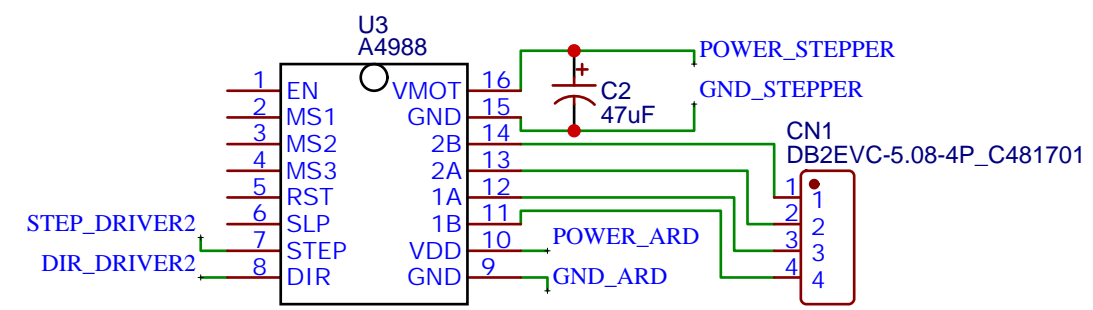 U3
A4988
1 EN VMOT 16
2 MS1 GND 15
3 MS2 2B 14
4 MS3 2A 13
5 RST 1A 12
6 SLP 1B 11
7 STEP VDD 10
8 DIR GND 9
STEP_DRIVER2
DIR_DRIVER2
+
C2
47uF
POWER_STEPPER
GND_STEPPER
POWER_ARD
GND_ARD
CN1
DB2EVC-5.08-4P_C481701
1 1
2 2
3 3
4 4